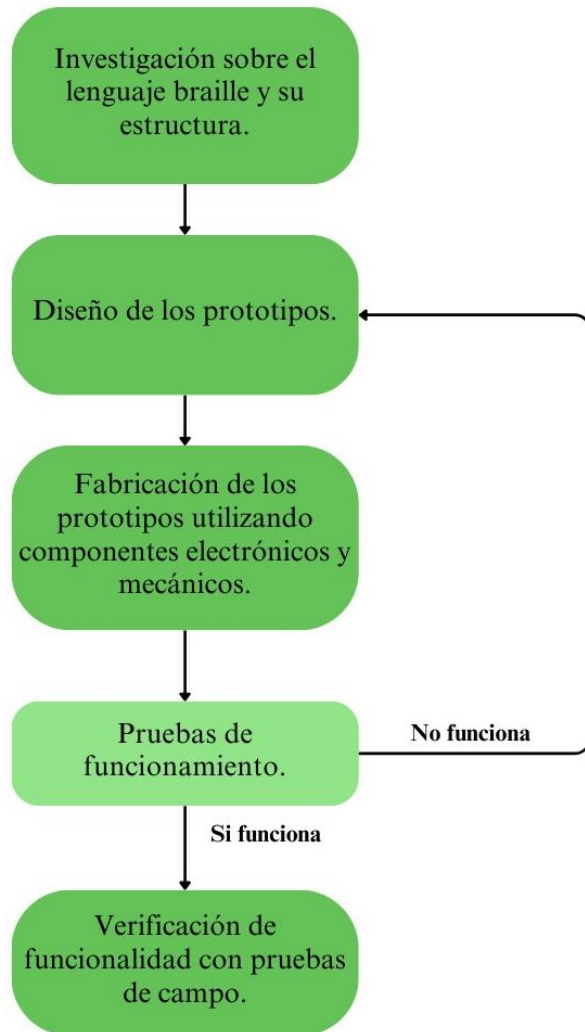 Investigación sobre el
lenguaje braille y su
estructura.
Diseño de los prototipos.
Fabricación de los
prototipos utilizando
componentes electrónicos y
mecánicos.
Pruebas de
funcionamiento.
No funciona
Si funciona
Verificación de
funcionalidad con pruebas
de campo.